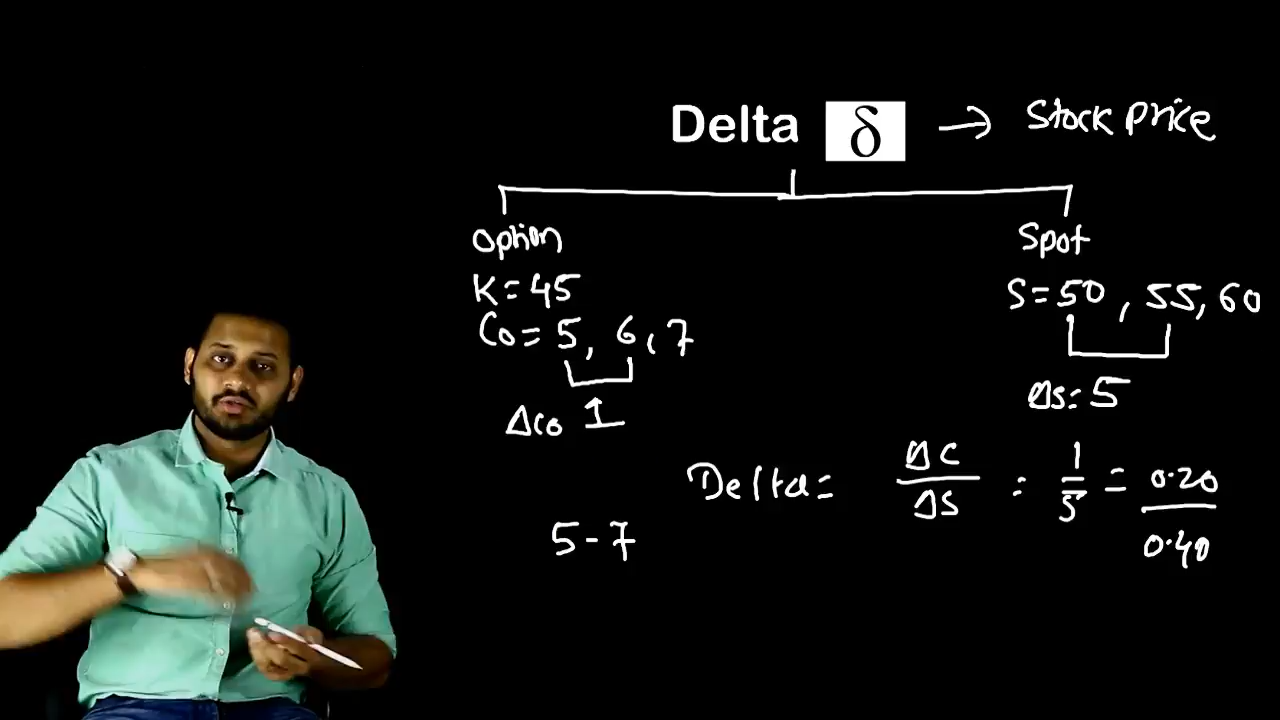 Delta δ → Stock Price
Option
K = 45
Co = 5, 6, 7
Δco 1
5 - 7
Spot
S = 50, 55, 60
Δs = 5
Delta = ΔC/ΔS = 1/5 = 0.20
0.40